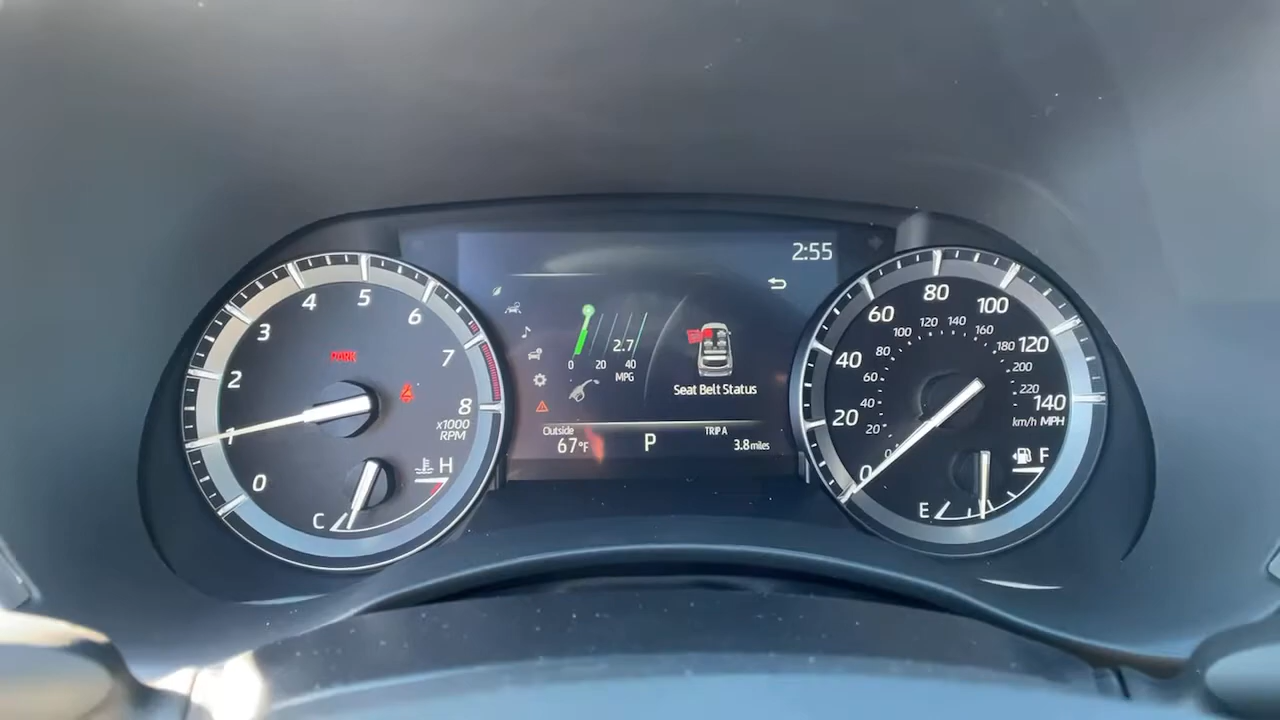 2:55
4 5
3 6
2 7
1 8
0
x1000
RPM
H
C
PARK
2.7
0 20 40
MPG
Seat Belt Status
Outside
67°F
P
TRIP A
3.8 miles
80
60 100
40 120
20 140
0
km/h MPH
120 140
100 160
80 180
60 200
40 220
20
0
F
E